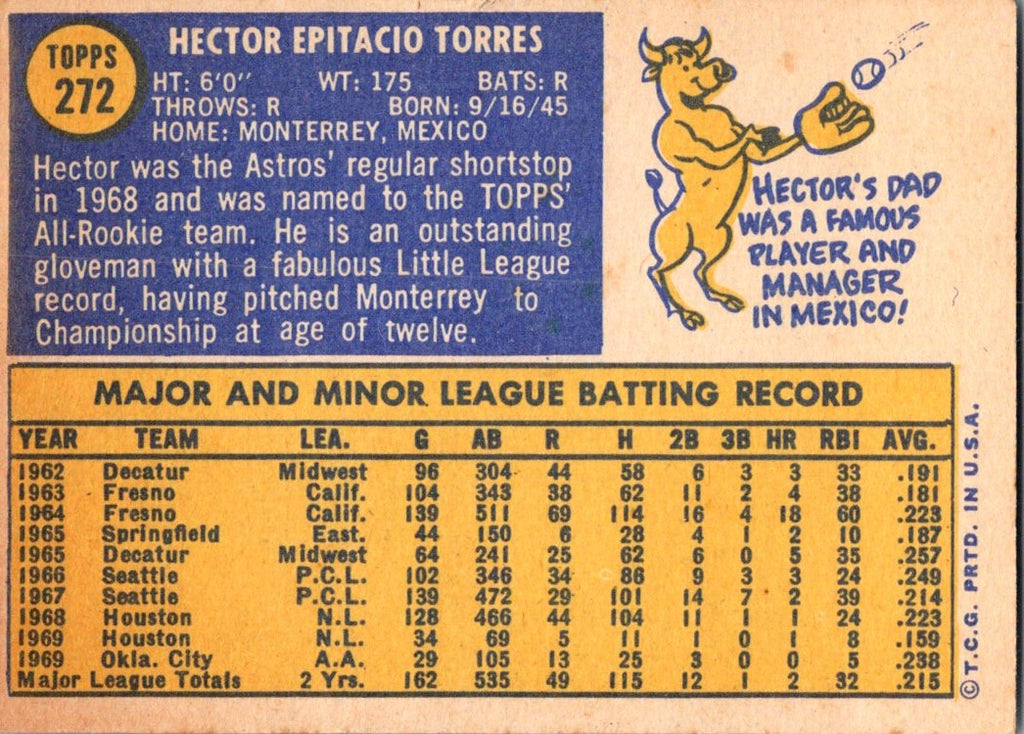 TOPPS
272
HECTOR EPITACIO TORRES
HT: 6'0" WT: 175 BATS: R
THROWS: R BORN: 9/16/45
HOME: MONTERREY, MEXICO
Hector was the Astros' regular shortstop
in 1968 and was named to the TOPPS'
All-Rookie team. He is an outstanding
gloveman with a fabulous Little League
record, having pitched Monterrey to
Championship at age of twelve.
HECTOR'S DAD
WAS A FAMOUS
PLAYER AND
MANAGER
IN MEXICO!
MAJOR AND MINOR LEAGUE BATTING RECORD
YEAR TEAM LEA. G AB R H 2B 3B HR RBI AVG.
1962 Decatur Midwest 96 304 44 58 6 3 3 33 .191
1963 Fresno Calif. 104 343 38 62 11 2 4 38 .181
1964 Fresno Calif. 139 511 69 114 16 4 18 60 .223
1965 Springfield East. 44 150 6 28 4 1 2 10 .187
1965 Decatur Midwest 64 241 25 62 6 0 5 35 .257
1966 Seattle P.C.L. 102 346 34 86 9 3 3 24 .249
1967 Seattle P.C.L. 139 472 29 101 14 7 2 39 .214
1968 Houston N.L. 128 466 44 104 11 1 1 24 .223
1969 Houston N.L. 34 69 5 11 1 0 1 8 .159
1969 Okla. City A.A. 29 105 13 25 3 0 0 5 .238
Major League Totals 2 Yrs. 162 535 49 115 12 1 2 32 .215
© T.C.G. PRTD. IN U.S.A.